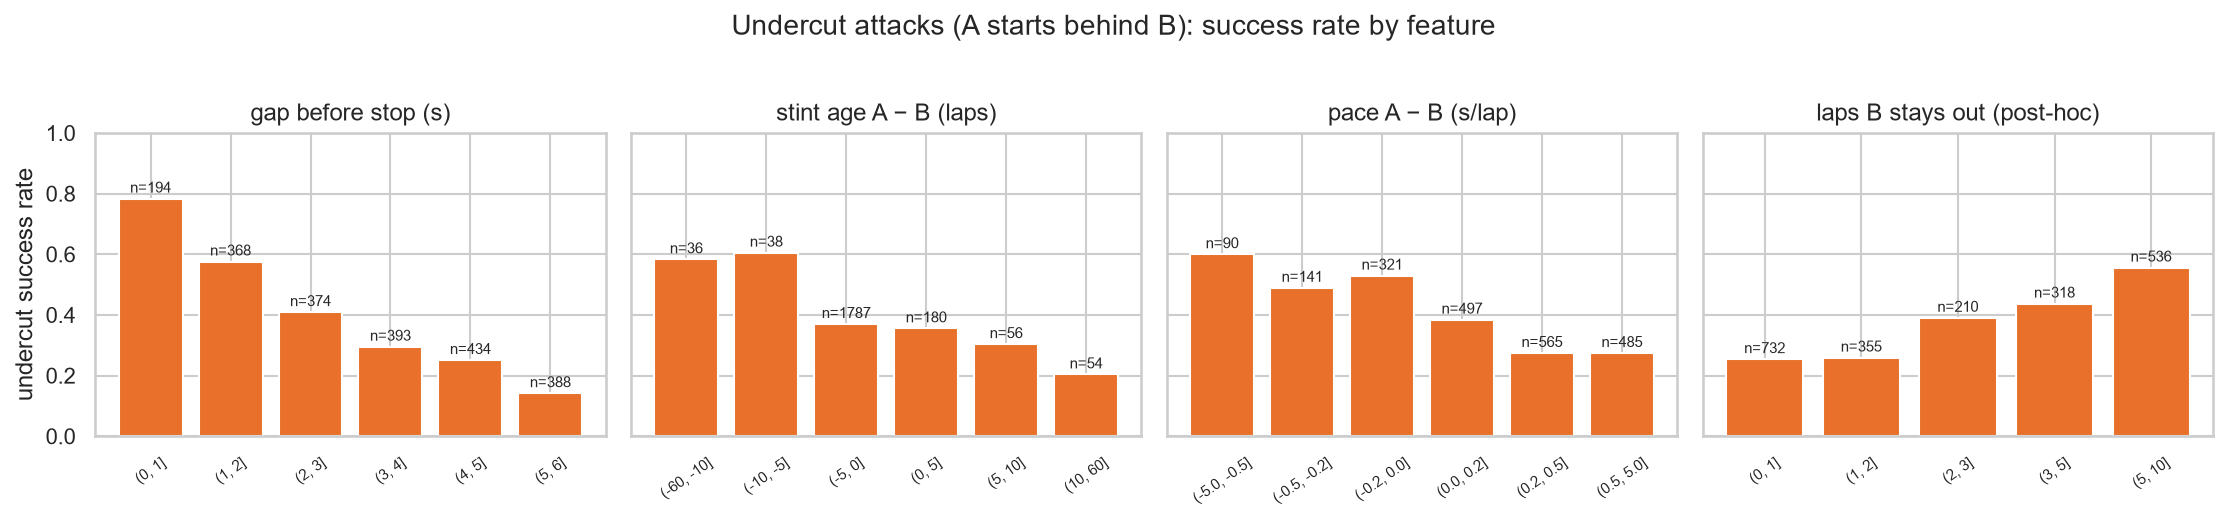 Undercut attacks (A starts behind B): success rate by feature
gap before stop (s)
undercut success rate
1.0
0.8
0.6
0.4
0.2
0.0
n=194
n=368
n=374
n=393
n=434
n=388
(0, 1]
(1, 2]
(2, 3]
(3, 4]
(4, 5]
(5, 6]
stint age A − B (laps)
n=36
n=38
n=1787
n=180
n=56
n=54
(-60, -10]
(-10, -5]
(-5, 0]
(0, 5]
(5, 10]
(10, 60]
pace A − B (s/lap)
n=90
n=141
n=321
n=497
n=565
n=485
(-5.0, -0.5]
(-0.5, -0.2]
(-0.2, 0.0]
(0.0, 0.2]
(0.2, 0.5]
(0.5, 5.0]
laps B stays out (post-hoc)
n=732
n=355
n=210
n=318
n=536
(0, 1]
(1, 2]
(2, 3]
(3, 5]
(5, 10]